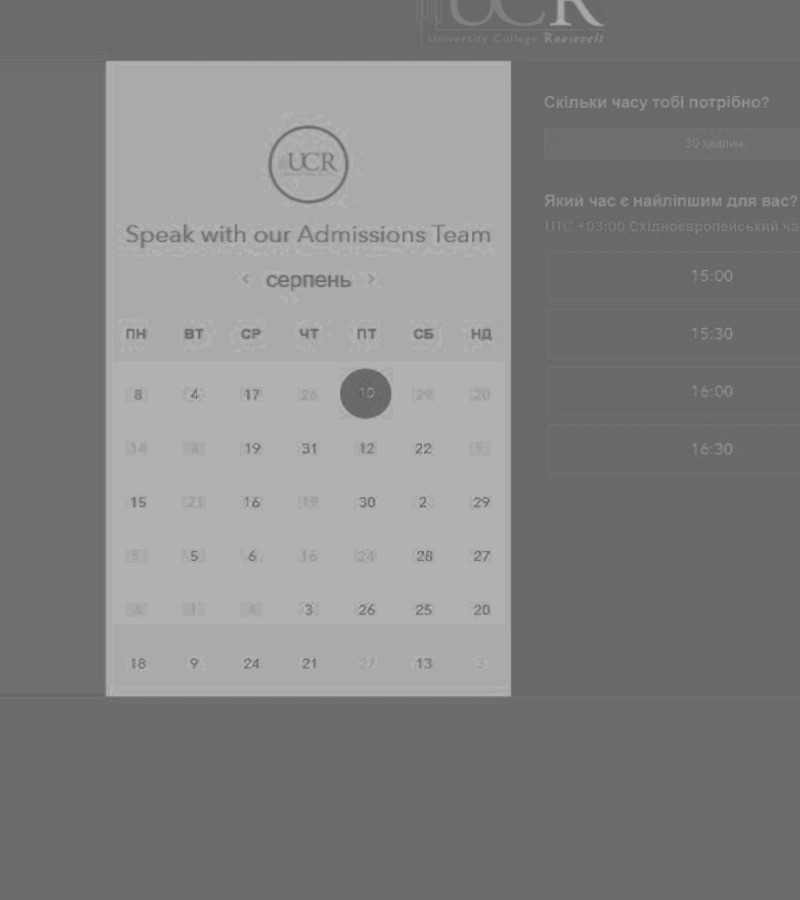 UCR
University College Roosevelt
UCR
Speak with our Admissions Team
< серпень >
ПН ВТ СР ЧТ ПТ СБ НД
8 4 17 26 10 29 20
14 4 19 31 12 22 5
15 21 16 19 30 2 29
5 5 6 16 24 28 27
4 1 4 3 26 25 20
18 9 24 21 27 13 3
Скільки часу тобі потрібно?
30 хвилин
Який час є найліпшим для вас?
UTC +03:00 Східноєвропейський
15:00
15:30
16:00
16:30